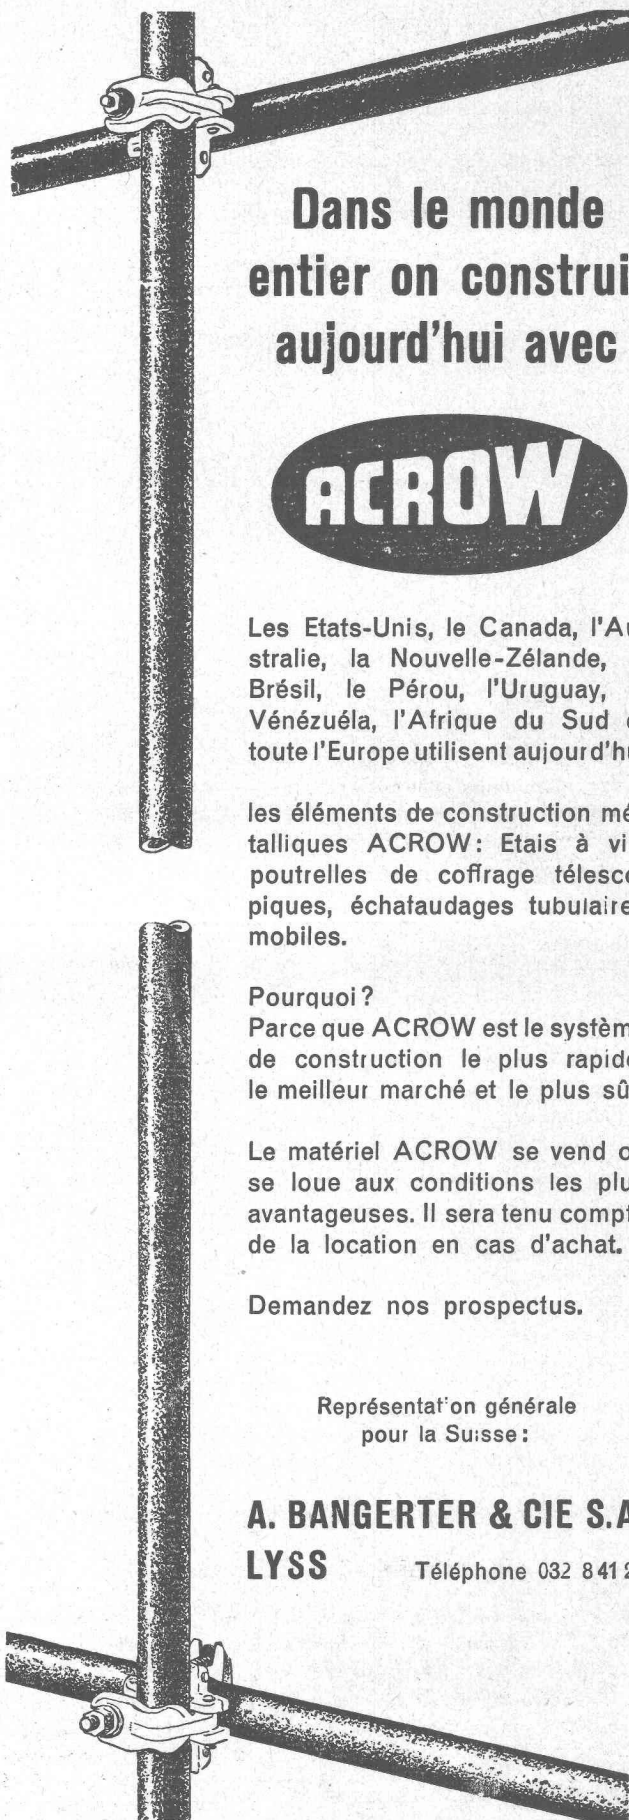 Dans le monde
entier on construi
aujourd'hui avec
ACROW
Les Etats-Unis, le Canada, l'Au
stralie, la Nouvelle-Zélande,
Brésil, le Pérou, l'Uruguay,
Vénézuéla, l'Afrique du Sud
toute l'Europe utilisent aujourd'hu
les éléments de construction mé
talliques ACROW: Etais à vi
poutrelles de coffrage télesco
piques, échafaudages tubulaire
mobiles.
Pourquoi?
Parce que ACROW est le systèm
de construction le plus rapide
le meilleur marché et le plus sû
Le matériel ACROW se vend o
se loue aux conditions les plu
avantageuses. Il sera tenu compt
de la location en cas d'achat.
Demandez nos prospectus.
Représentation générale
pour la Suisse:
A. BANGERTER & CIE S.A
LYSS Téléphone 032 841